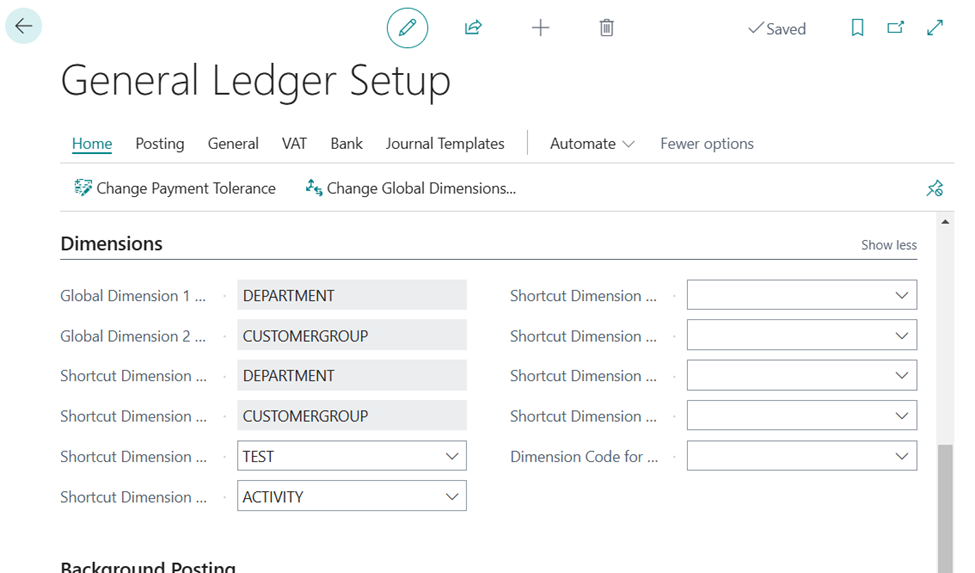 Saved
General Ledger Setup
Home Posting General VAT Bank Journal Templates Automate Fewer options
Change Payment Tolerance Change Global Dimensions...
Dimensions Show less
Global Dimension 1 ... DEPARTMENT
Global Dimension 2 ... CUSTOMERGROUP
Shortcut Dimension ... DEPARTMENT
Shortcut Dimension ... CUSTOMERGROUP
Shortcut Dimension ... TEST
Shortcut Dimension ... ACTIVITY
Shortcut Dimension ...
Shortcut Dimension ...
Shortcut Dimension ...
Shortcut Dimension ...
Dimension Code for ...
Background Posting